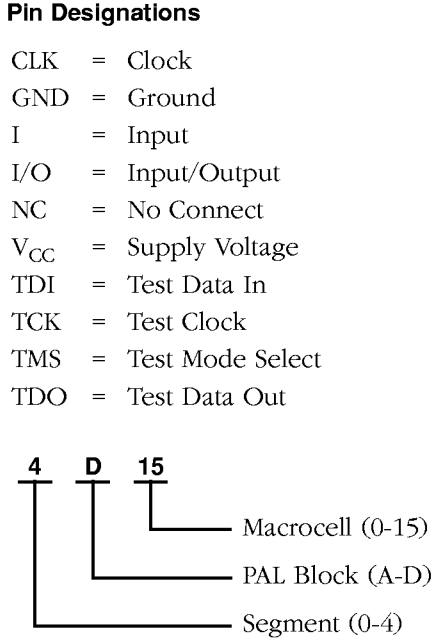 Pin Designations
CLK = Clock
GND = Ground
I = Input
I/O = Input/Output
NC = No Connect
VCC = Supply Voltage
TDI = Test Data In
TCK = Test Clock
TMS = Test Mode Select
TDO = Test Data Out
4 D 15
Macrocell (0-15)
PAL Block (A-D)
Segment (0-4)